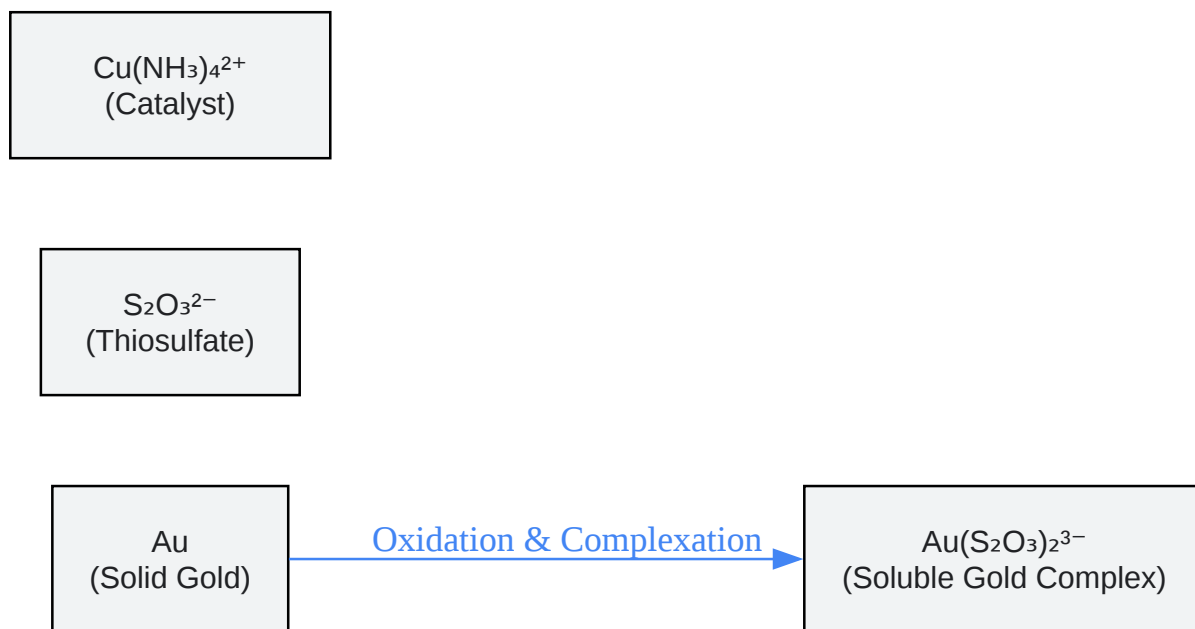 Cu(NH₃)₄²⁺
(Catalyst)
S₂O₃²⁻
(Thiosulfate)
Au
(Solid Gold)
Oxidation & Complexation
Au(S₂O₃)₂³⁻
(Soluble Gold Complex)